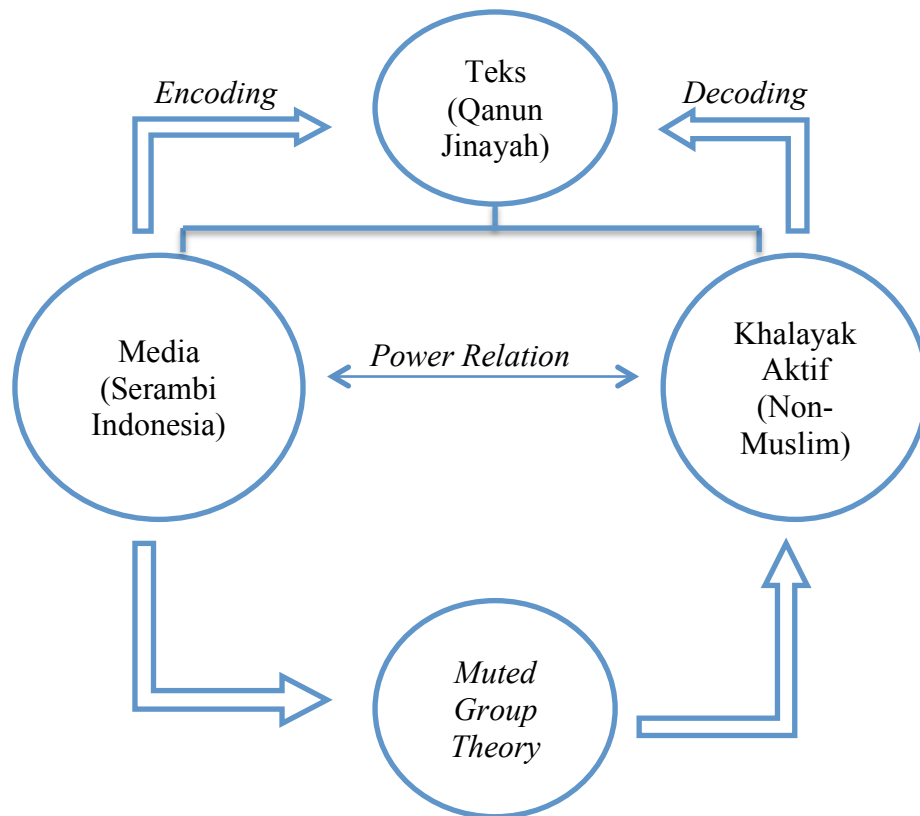 Teks
(Qanun
Jinayah)
Encoding
Decoding
Media
(Serambi
Indonesia)
Power Relation
Khalayak
Aktif
(Non-
Muslim)
Muted
Group
Theory